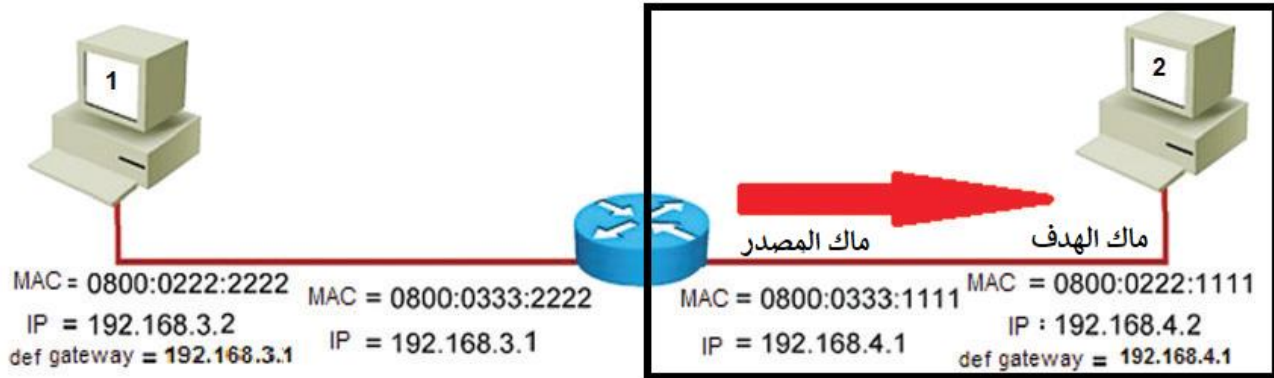 1
2
ماك المصدر
ماك الهدف
MAC = 0800:0222:2222
IP = 192.168.3.2
def gateway = 192.168.3.1
MAC = 0800:0333:2222
IP = 192.168.3.1
MAC = 0800:0333:1111
IP = 192.168.4.1
MAC = 0800:0222:1111
IP : 192.168.4.2
def gateway = 192.168.4.1